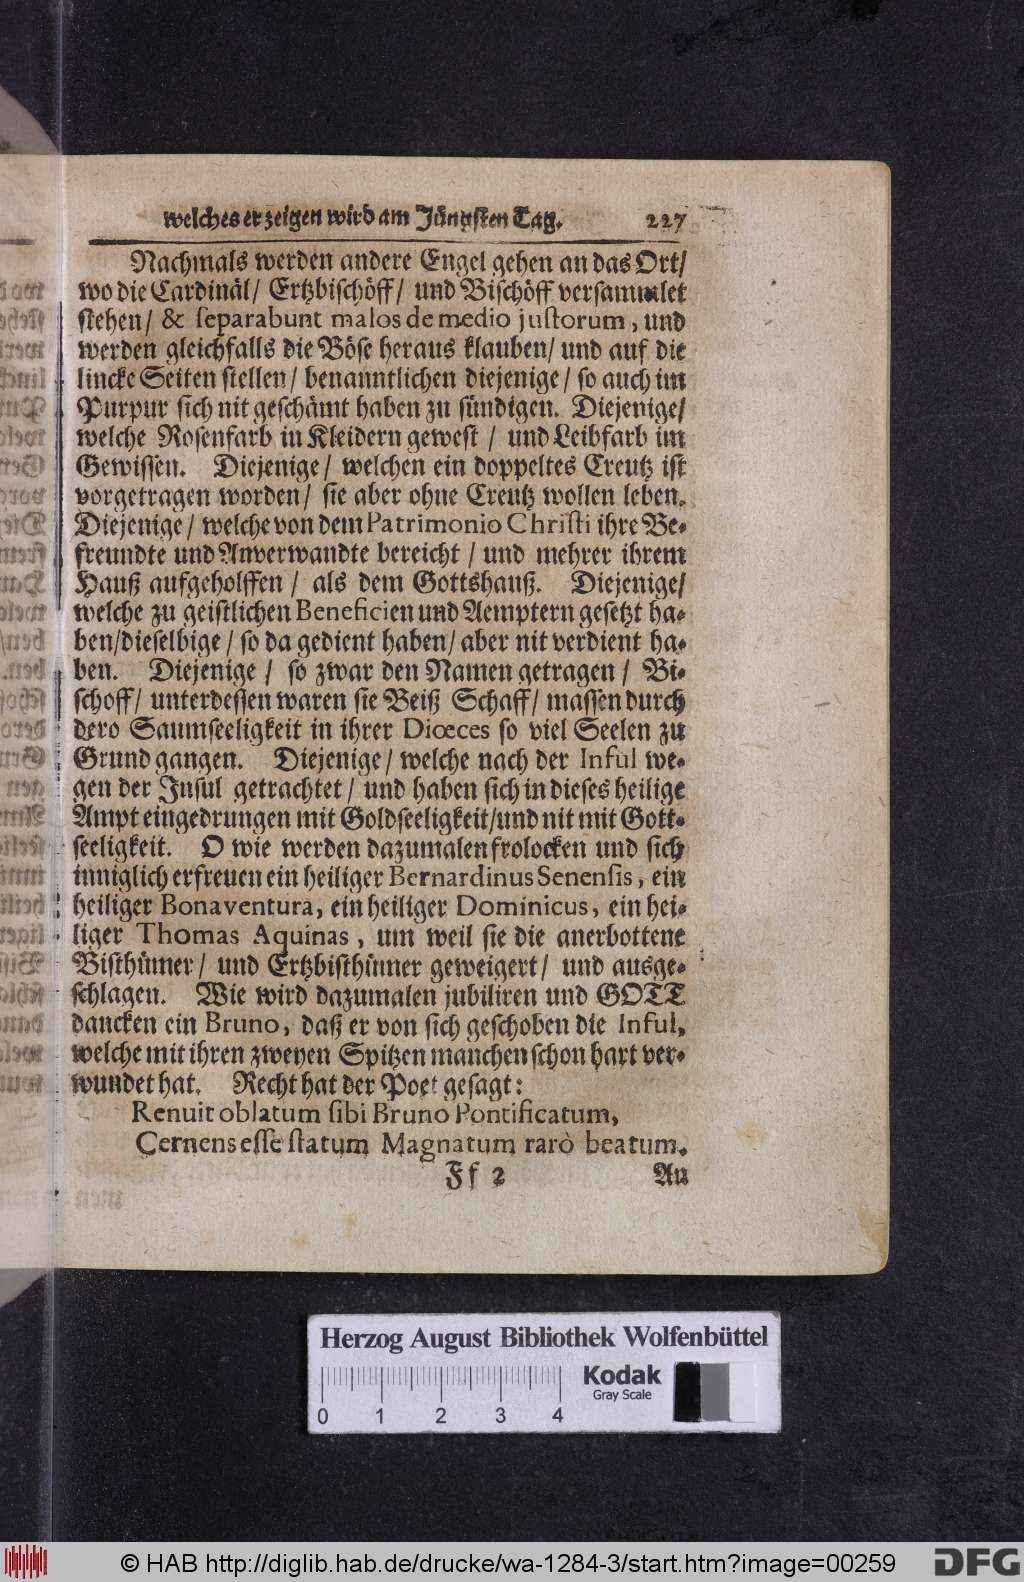 welches er zeigen wird am Jüngsten Tag. 227
Nachmals werden andere Engel gehen an das Ort/
wo die Cardinäl/ Ertzbischöff/ und Bischöff versammlet
stehen/ & separabunt malos de medio justorum, und
werden gleichfalls die Böse heraus klauben/ und auf die
lincke Seiten stellen/ benanntlichen diejenige/ so auch im
Purpur sich nit geschämt haben zu sündigen. Diejenige/
welche Rosenfarb in Kleidern gewest / und Leibfarb im
Gewissen. Diejenige/ welchen ein doppeltes Creutz ist
vorgetragen worden/ sie aber ohne Creutz wollen leben.
Diejenige/ welche von dem Patrimonio Christi ihre Be-
freundte und Anverwandte bereicht / und mehrer ihrem
Hauß aufgeholffen / als dem Gottshauß. Diejenige/
welche zu geistlichen Beneficien und Aemptern gesetzt ha-
ben/dieselbige / so da gedient haben/ aber nit verdient ha-
ben. Diejenige / so zwar den Namen getragen / Bi-
schoff/ unterdessen waren sie Beiß Schaff/ massen durch
dero Saumseeligkeit in ihrer Diœces so viel Seelen zu
Grund gangen. Diejenige/ welche nach der Inful we-
gen der Insul getrachtet/ und haben sich in dieses heilige
Ampt eingedrungen mit Goldseeligkeit/und nit mit Gott-
seeligkeit. O wie werden dazumalen frolocken und sich
inniglich erfreuen ein heiliger Bernardinus Senensis, ein
heiliger Bonaventura, ein heiliger Dominicus, ein hei-
liger Thomas Aquinas, um weil sie die anerbottene
Bisthümer/ und Ertzbisthümer geweigert/ und ausge-
schlagen. Wie wird dazumalen jubiliren und GOTT
dancken ein Bruno, daß er von sich geschoben die Inful,
welche mit ihren zweyen Spitzen manchen schon hart ver-
wundet hat. Recht hat der Poet gesagt:
Renuit oblatum sibi Bruno Pontificatum,
Cernens esse statum Magnatum rarò beatum.
Ff 2 An
Herzog August Bibliothek Wolfenbüttel
Kodak
Gray Scale
0 1 2 3 4
© HAB http://diglib.hab.de/drucke/wa-1284-3/start.htm?image=00259
DFG